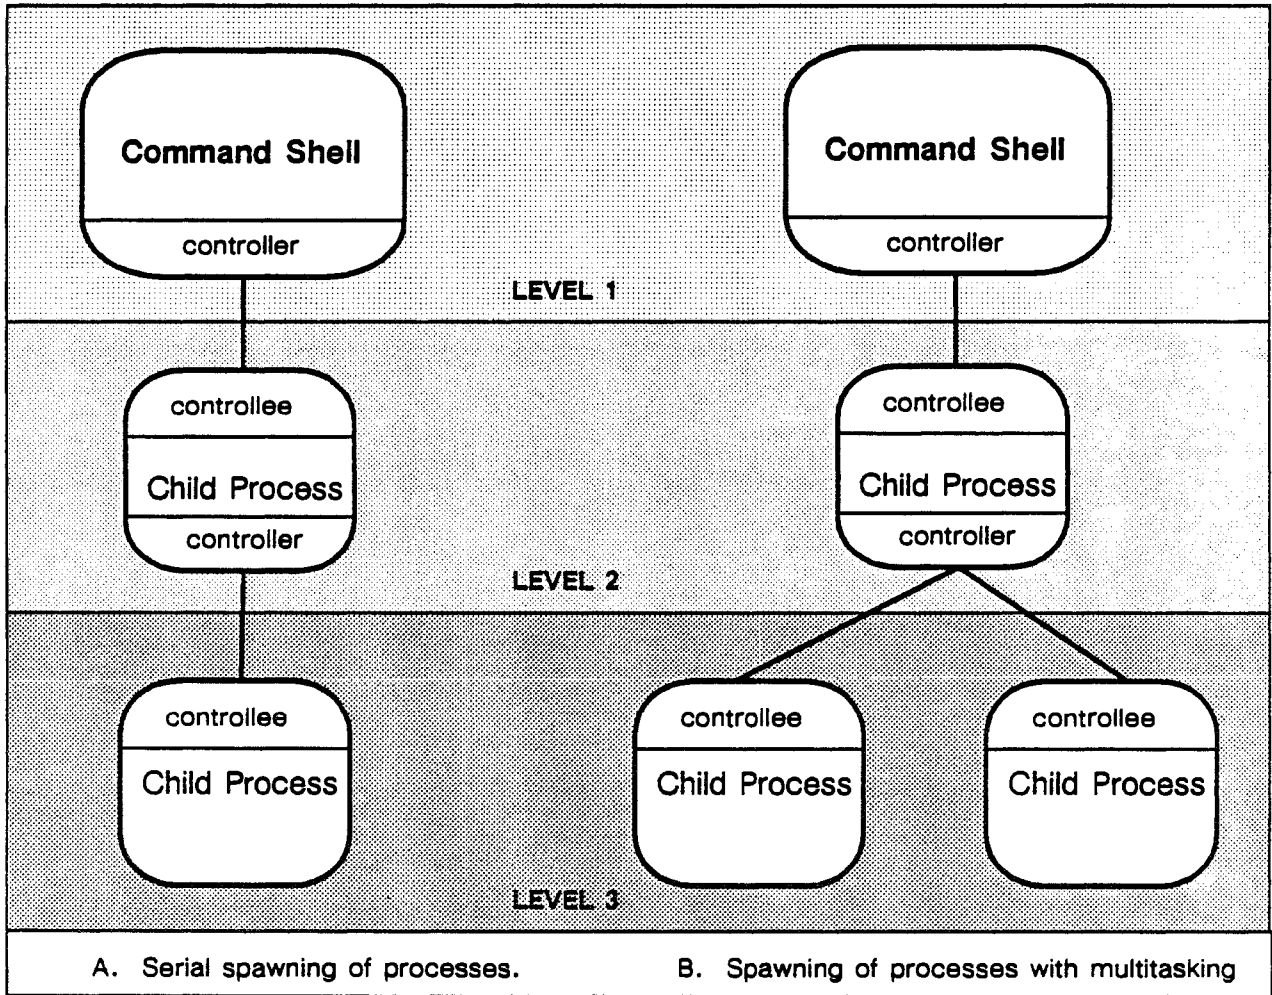 Command Shell
controller
Command Shell
controller
LEVEL 1
controllee
Child Process
controller
controllee
Child Process
controller
LEVEL 2
controllee
Child Process
controllee
Child Process
controllee
Child Process
LEVEL 3
A. Serial spawning of processes.
B. Spawning of processes with multitasking